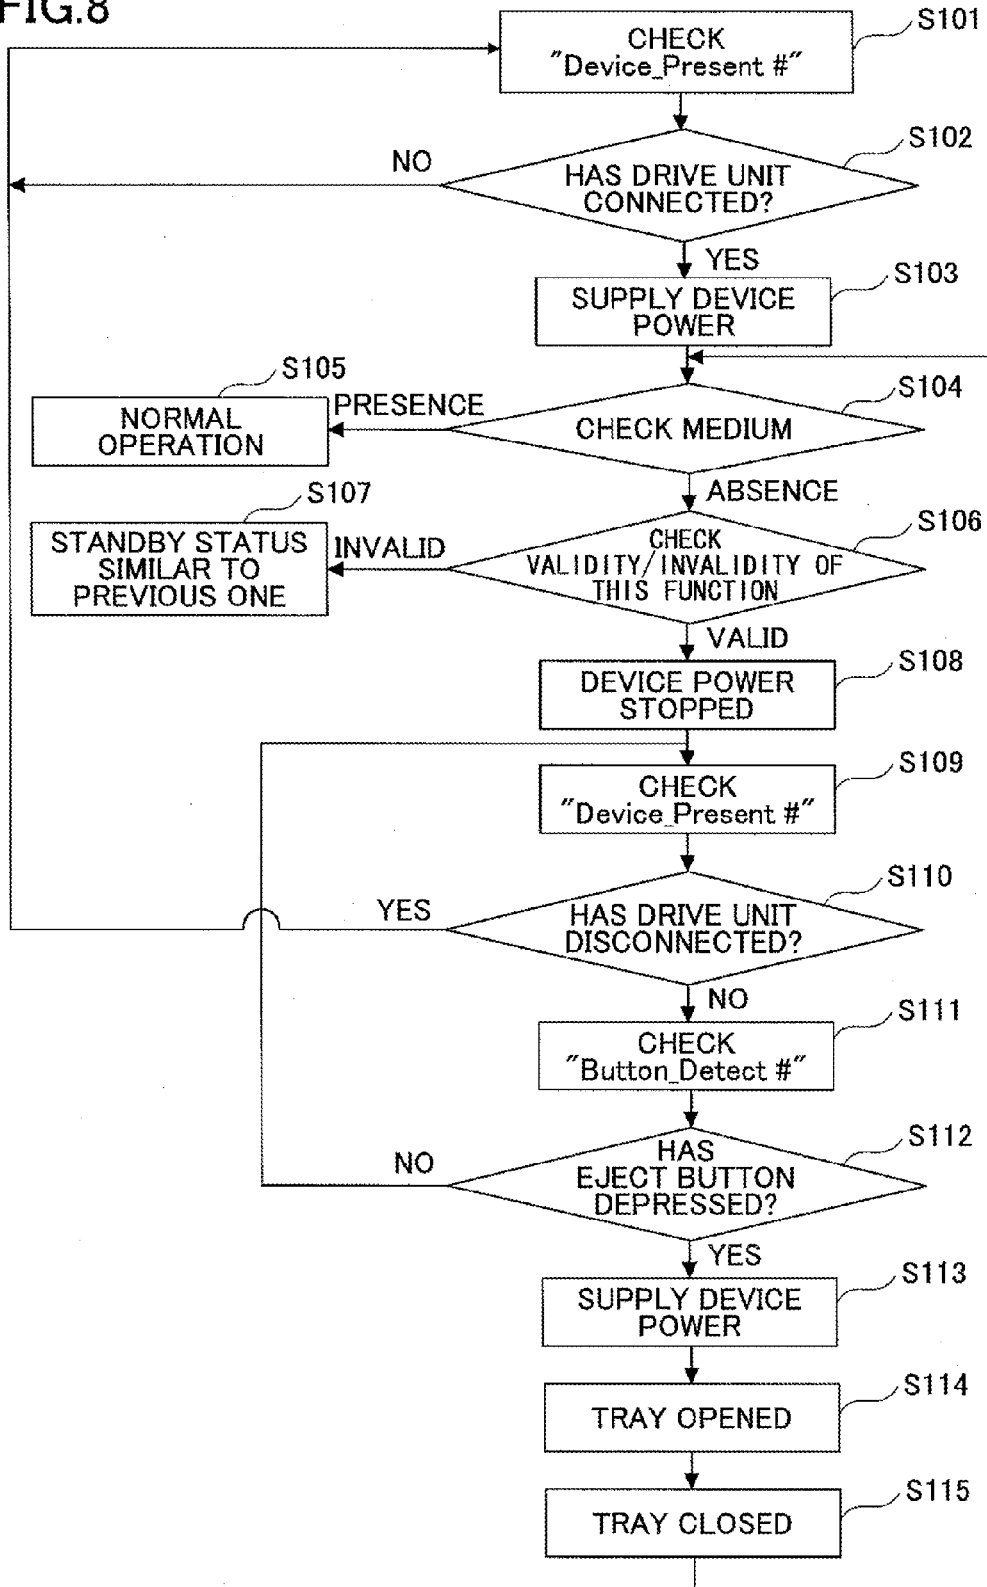 FIG.8
S101
CHECK
"Device_Present #"
S102
NO
HAS DRIVE UNIT
CONNECTED?
YES
S103
SUPPLY DEVICE
POWER
S105
S104
NORMAL
OPERATION
PRESENCE
CHECK MEDIUM
ABSENCE
S107
S106
STANDBY STATUS
SIMILAR TO
PREVIOUS ONE
INVALID
CHECK
VALIDITY/INVALIDITY OF
THIS FUNCTION
VALID
S108
DEVICE POWER
STOPPED
S109
CHECK
"Device_Present #"
S110
YES
HAS DRIVE UNIT
DISCONNECTED?
NO
S111
CHECK
"Button_Detect #"
S112
NO
HAS
EJECT BUTTON
DEPRESSED?
YES
S113
SUPPLY DEVICE
POWER
S114
TRAY OPENED
S115
TRAY CLOSED